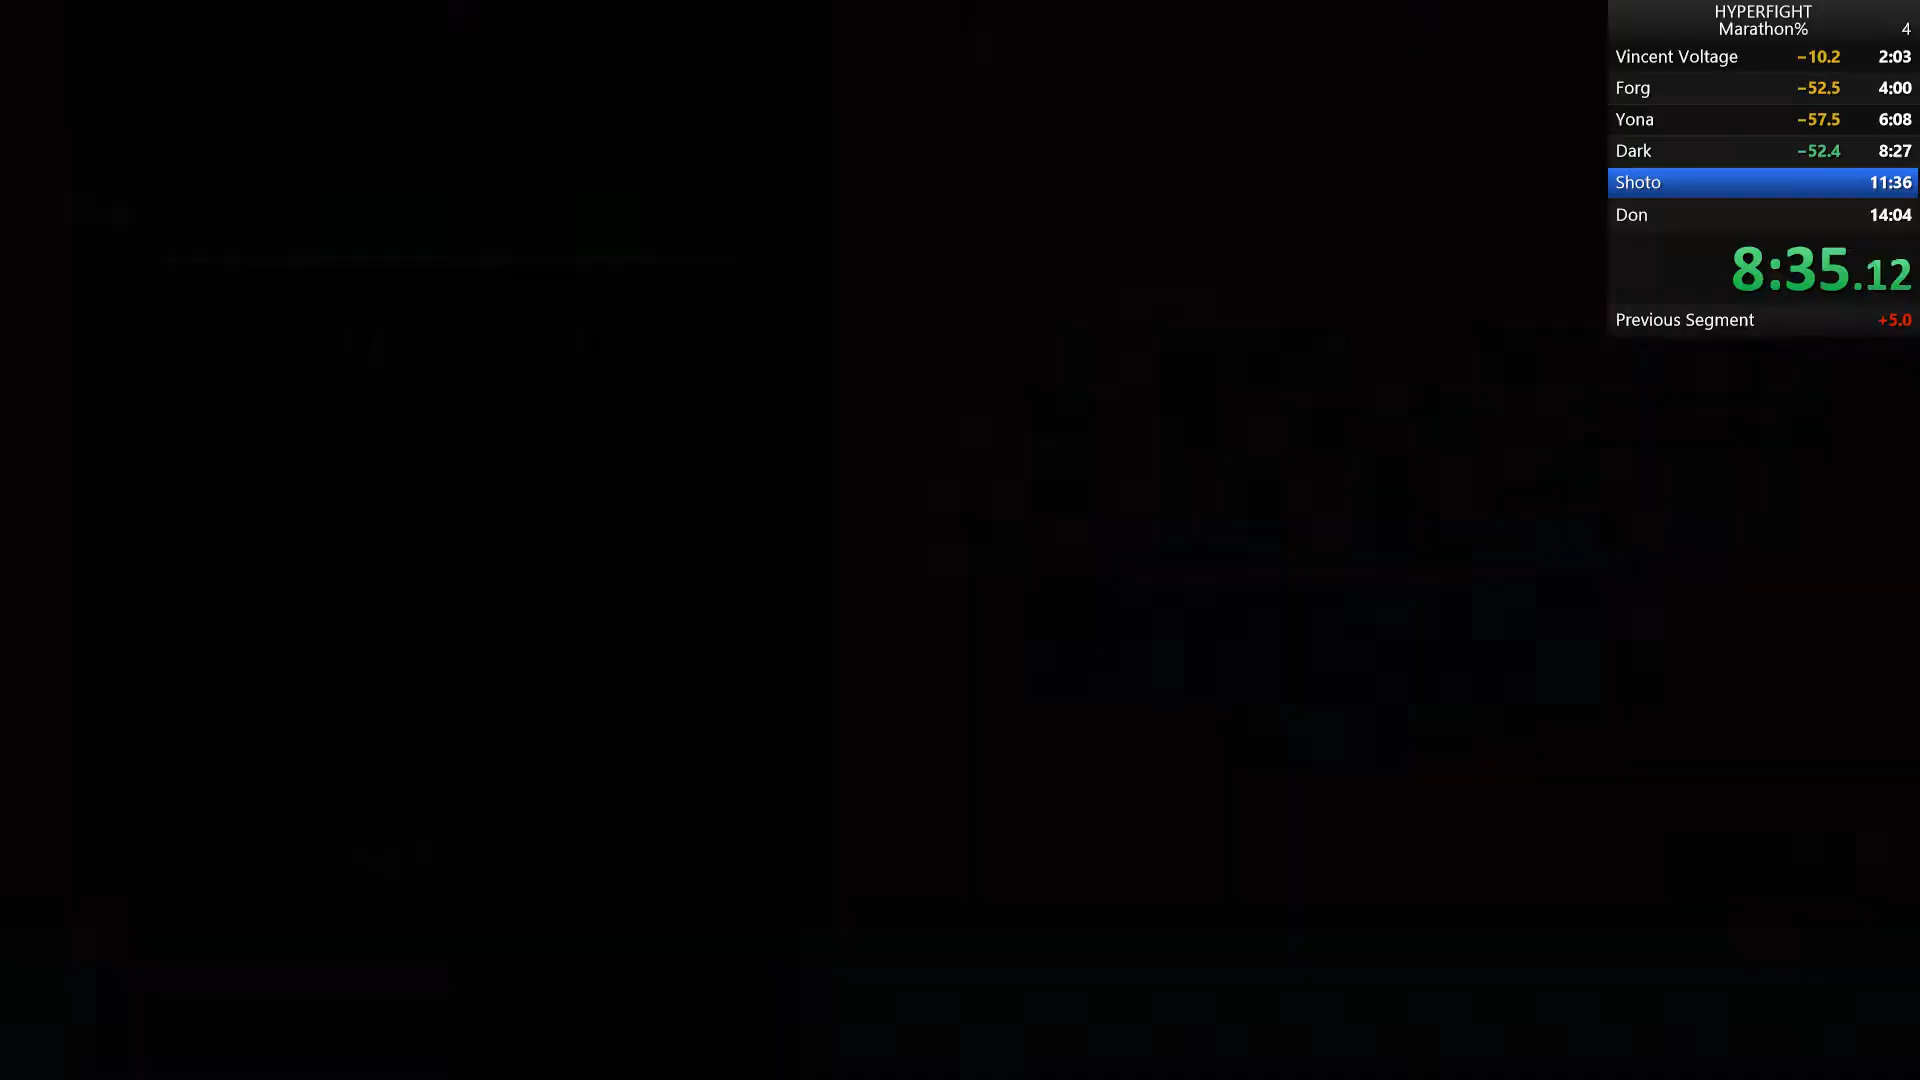 HYPERFIGHT
Marathon% 4
Vincent Voltage −10.2 2:03
Forg −52.5 4:00
Yona −57.5 6:08
Dark −52.4 8:27
Shoto 11:36
Don 14:04
8:35.12
Previous Segment +5.0